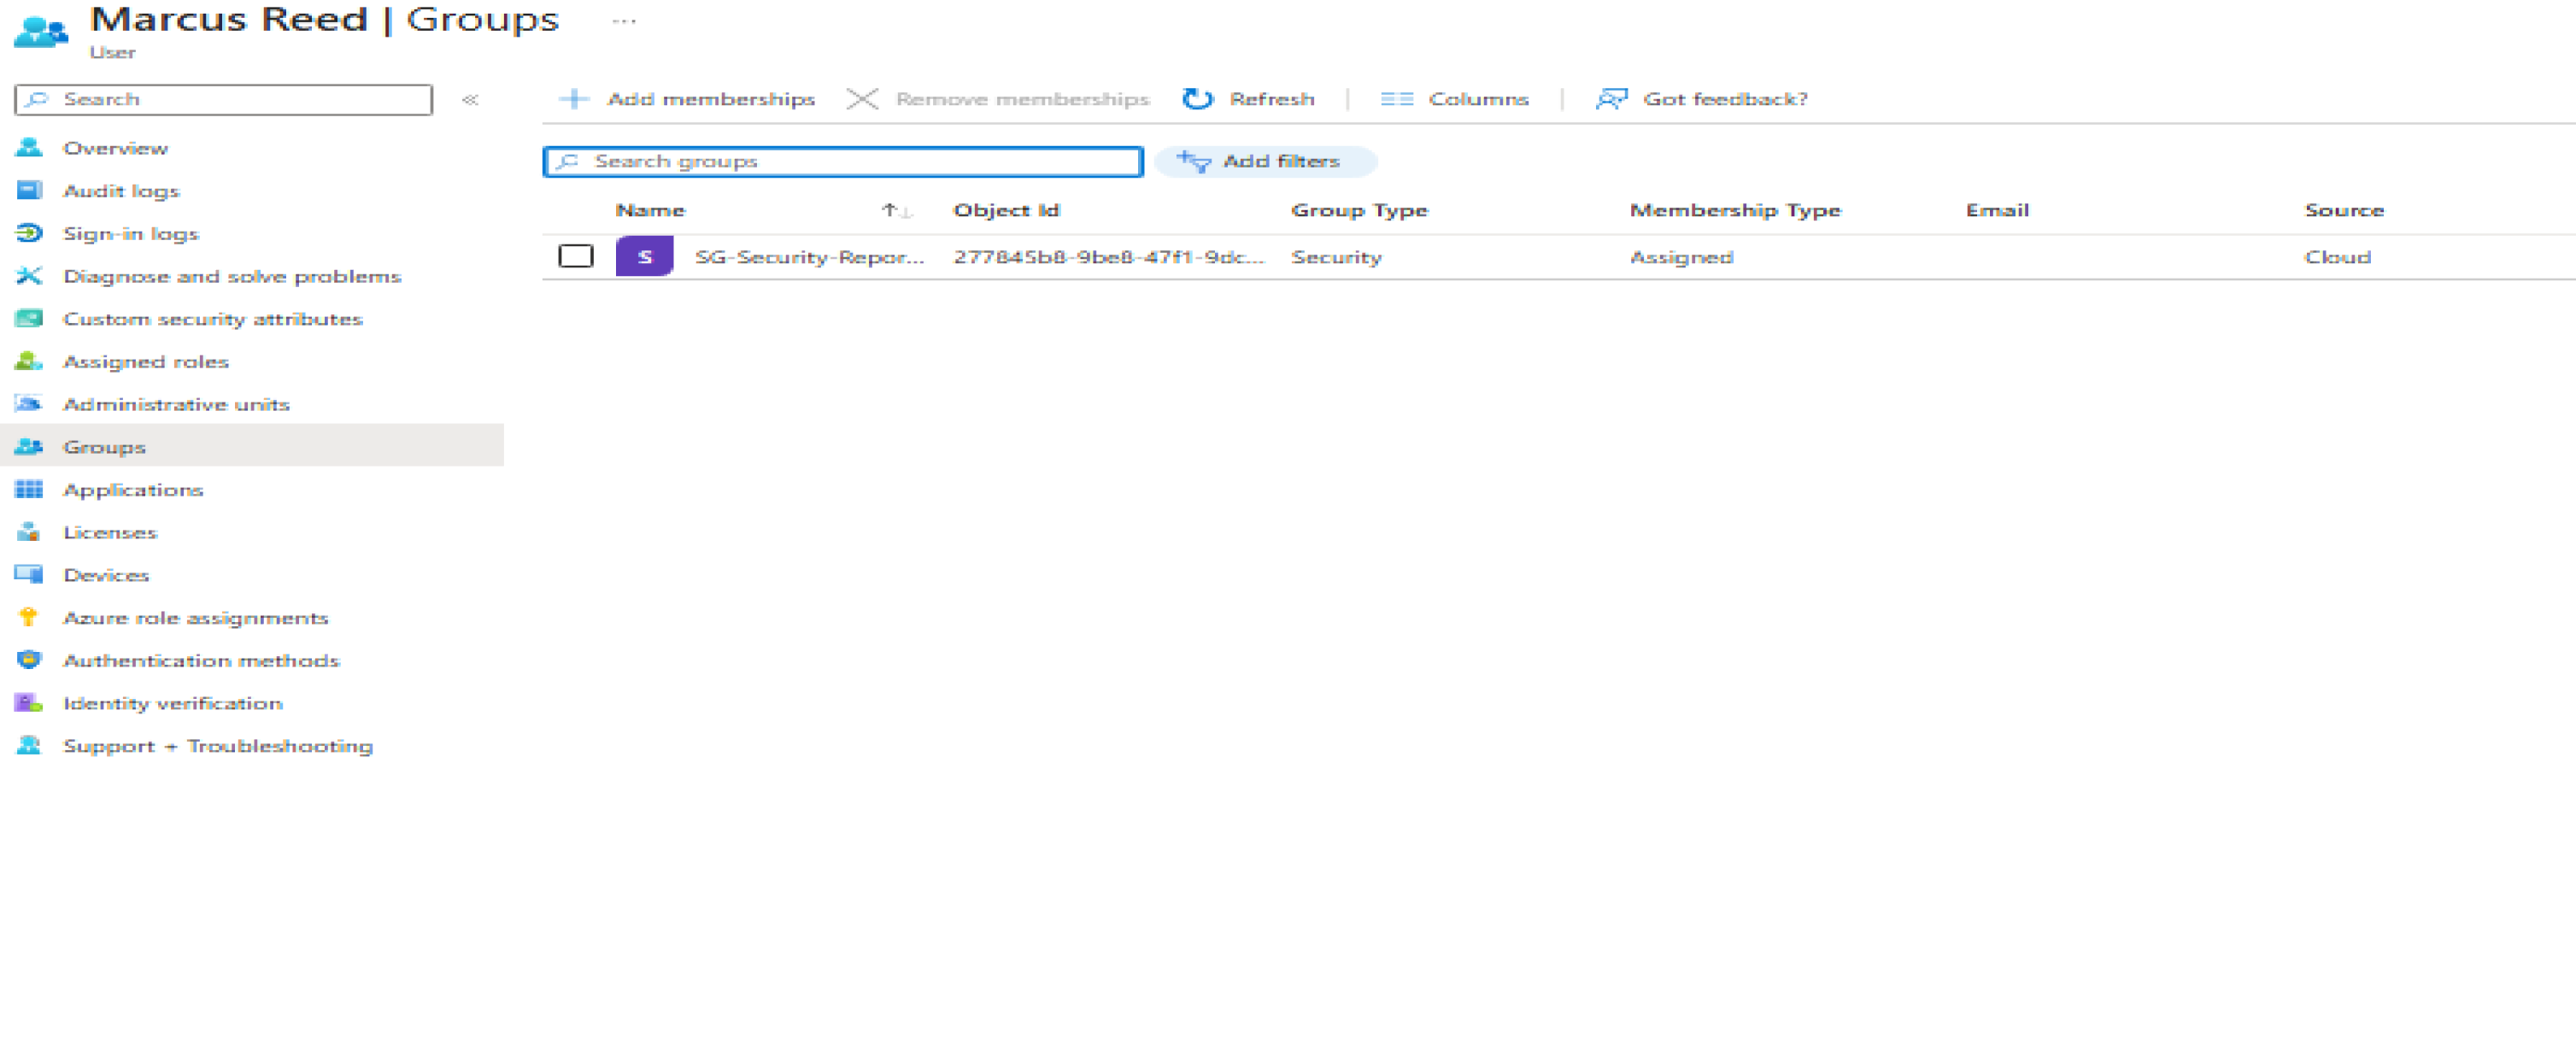 Marcus Reed | Groups ...
User
Search «
Add memberships Remove memberships Refresh | Columns | Got feedback?
Overview
Audit logs
Sign-in logs
Diagnose and solve problems
Custom security attributes
Assigned roles
Administrative units
Groups
Applications
Licenses
Devices
Azure role assignments
Authentication methods
Identity verification
Support + Troubleshooting
Search groups Add filters
Name ↑↓ Object Id Group Type Membership Type Email Source
S SG-Security-Repor... 277845b8-9be8-47f1-9dc... Security Assigned Cloud